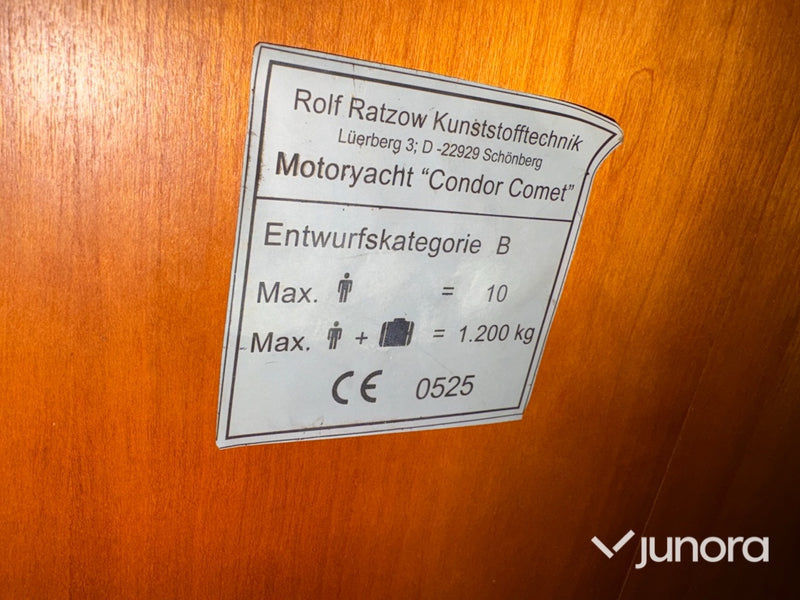 Rolf Ratzow Kunststofftechnik
Lüerberg 3; D -22929 Schönberg
Motoryacht “Condor Comet”
Entwurfskategorie B
Max. = 10
Max. + = 1.200 kg
CE 0525
junora